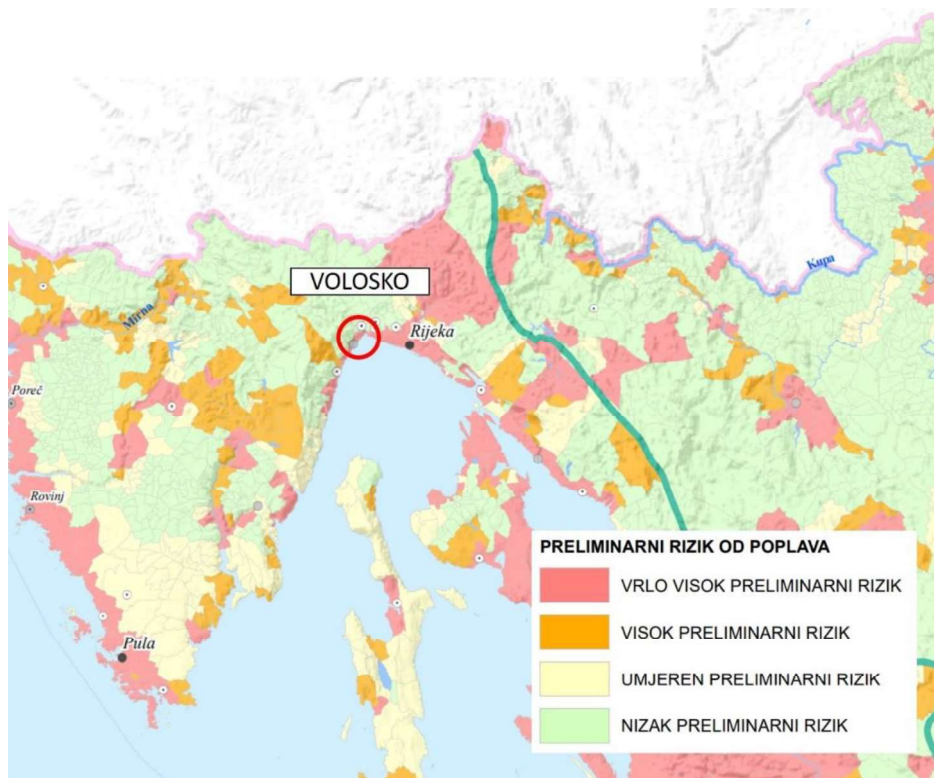 Kupa
VOLOSKO
Mirna
Rijeka
Poreč
Rovinj
Pula
PRELIMINARNI RIZIK OD POPLAVA
VRLO VISOK PRELIMINARNI RIZIK
VISOK PRELIMINARNI RIZIK
UMJEREN PRELIMINARNI RIZIK
NIZAK PRELIMINARNI RIZIK